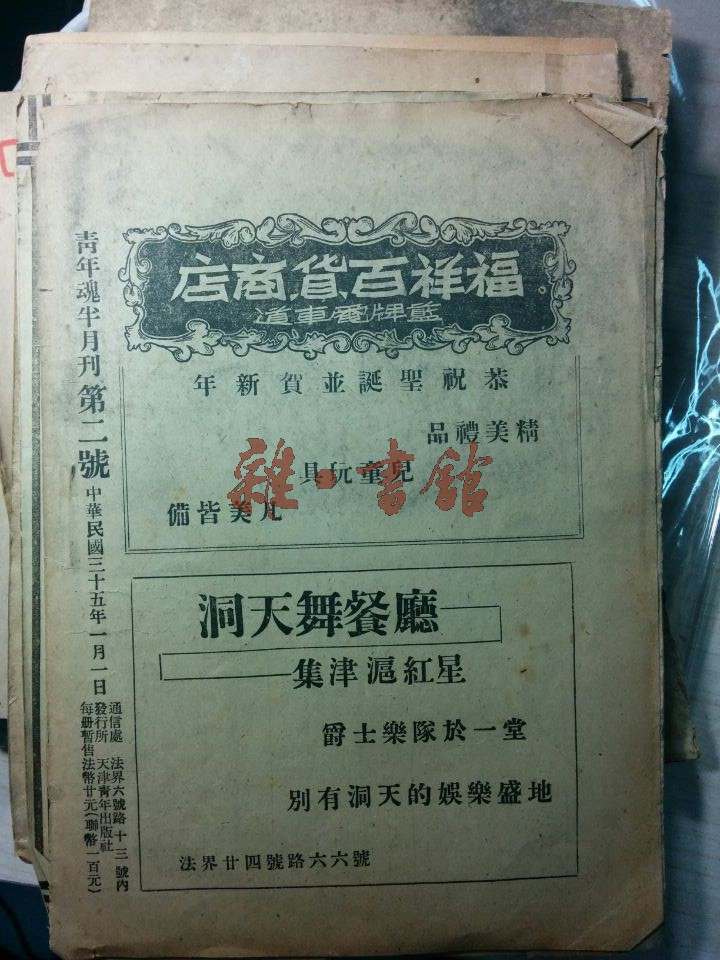 福祥百貨商店
藍牌電車道
恭祝聖誕並賀新年
精美禮品
兒童玩具
凡美皆備
雜·書館
洞天舞餐廳
集津滬紅星
爵士樂隊於一堂
別有洞天的娛樂盛地
法界廿四號路六六號
青年魂半月刊 第二號 中華民國三十五年一月一日
通信處 法界六號路十三號內
發行所 天津青年出版社
每册暫售法幣廿元(聯幣一百元)